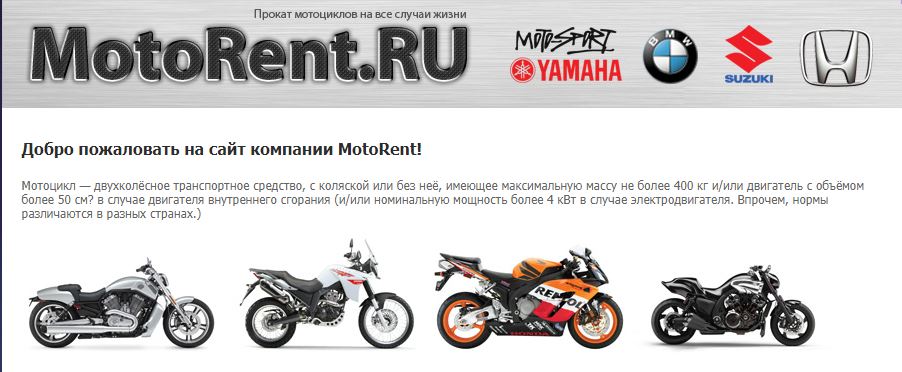 Прокат мотоциклов на все случаи жизни
MotoRent.RU
MOTOSPORT
YAMAHA
BMW
SUZUKI
Добро пожаловать на сайт компании MotoRent!
Мотоцикл — двухколёсное транспортное средство, с коляской или без неё, имеющее максимальную массу не более 400 кг и/или двигатель с объёмом
более 50 см? в случае двигателя внутреннего сгорания (и/или номинальную мощность более 4 кВт в случае электродвигателя. Впрочем, нормы
различаются в разных странах.)
REPSOL
HONDA